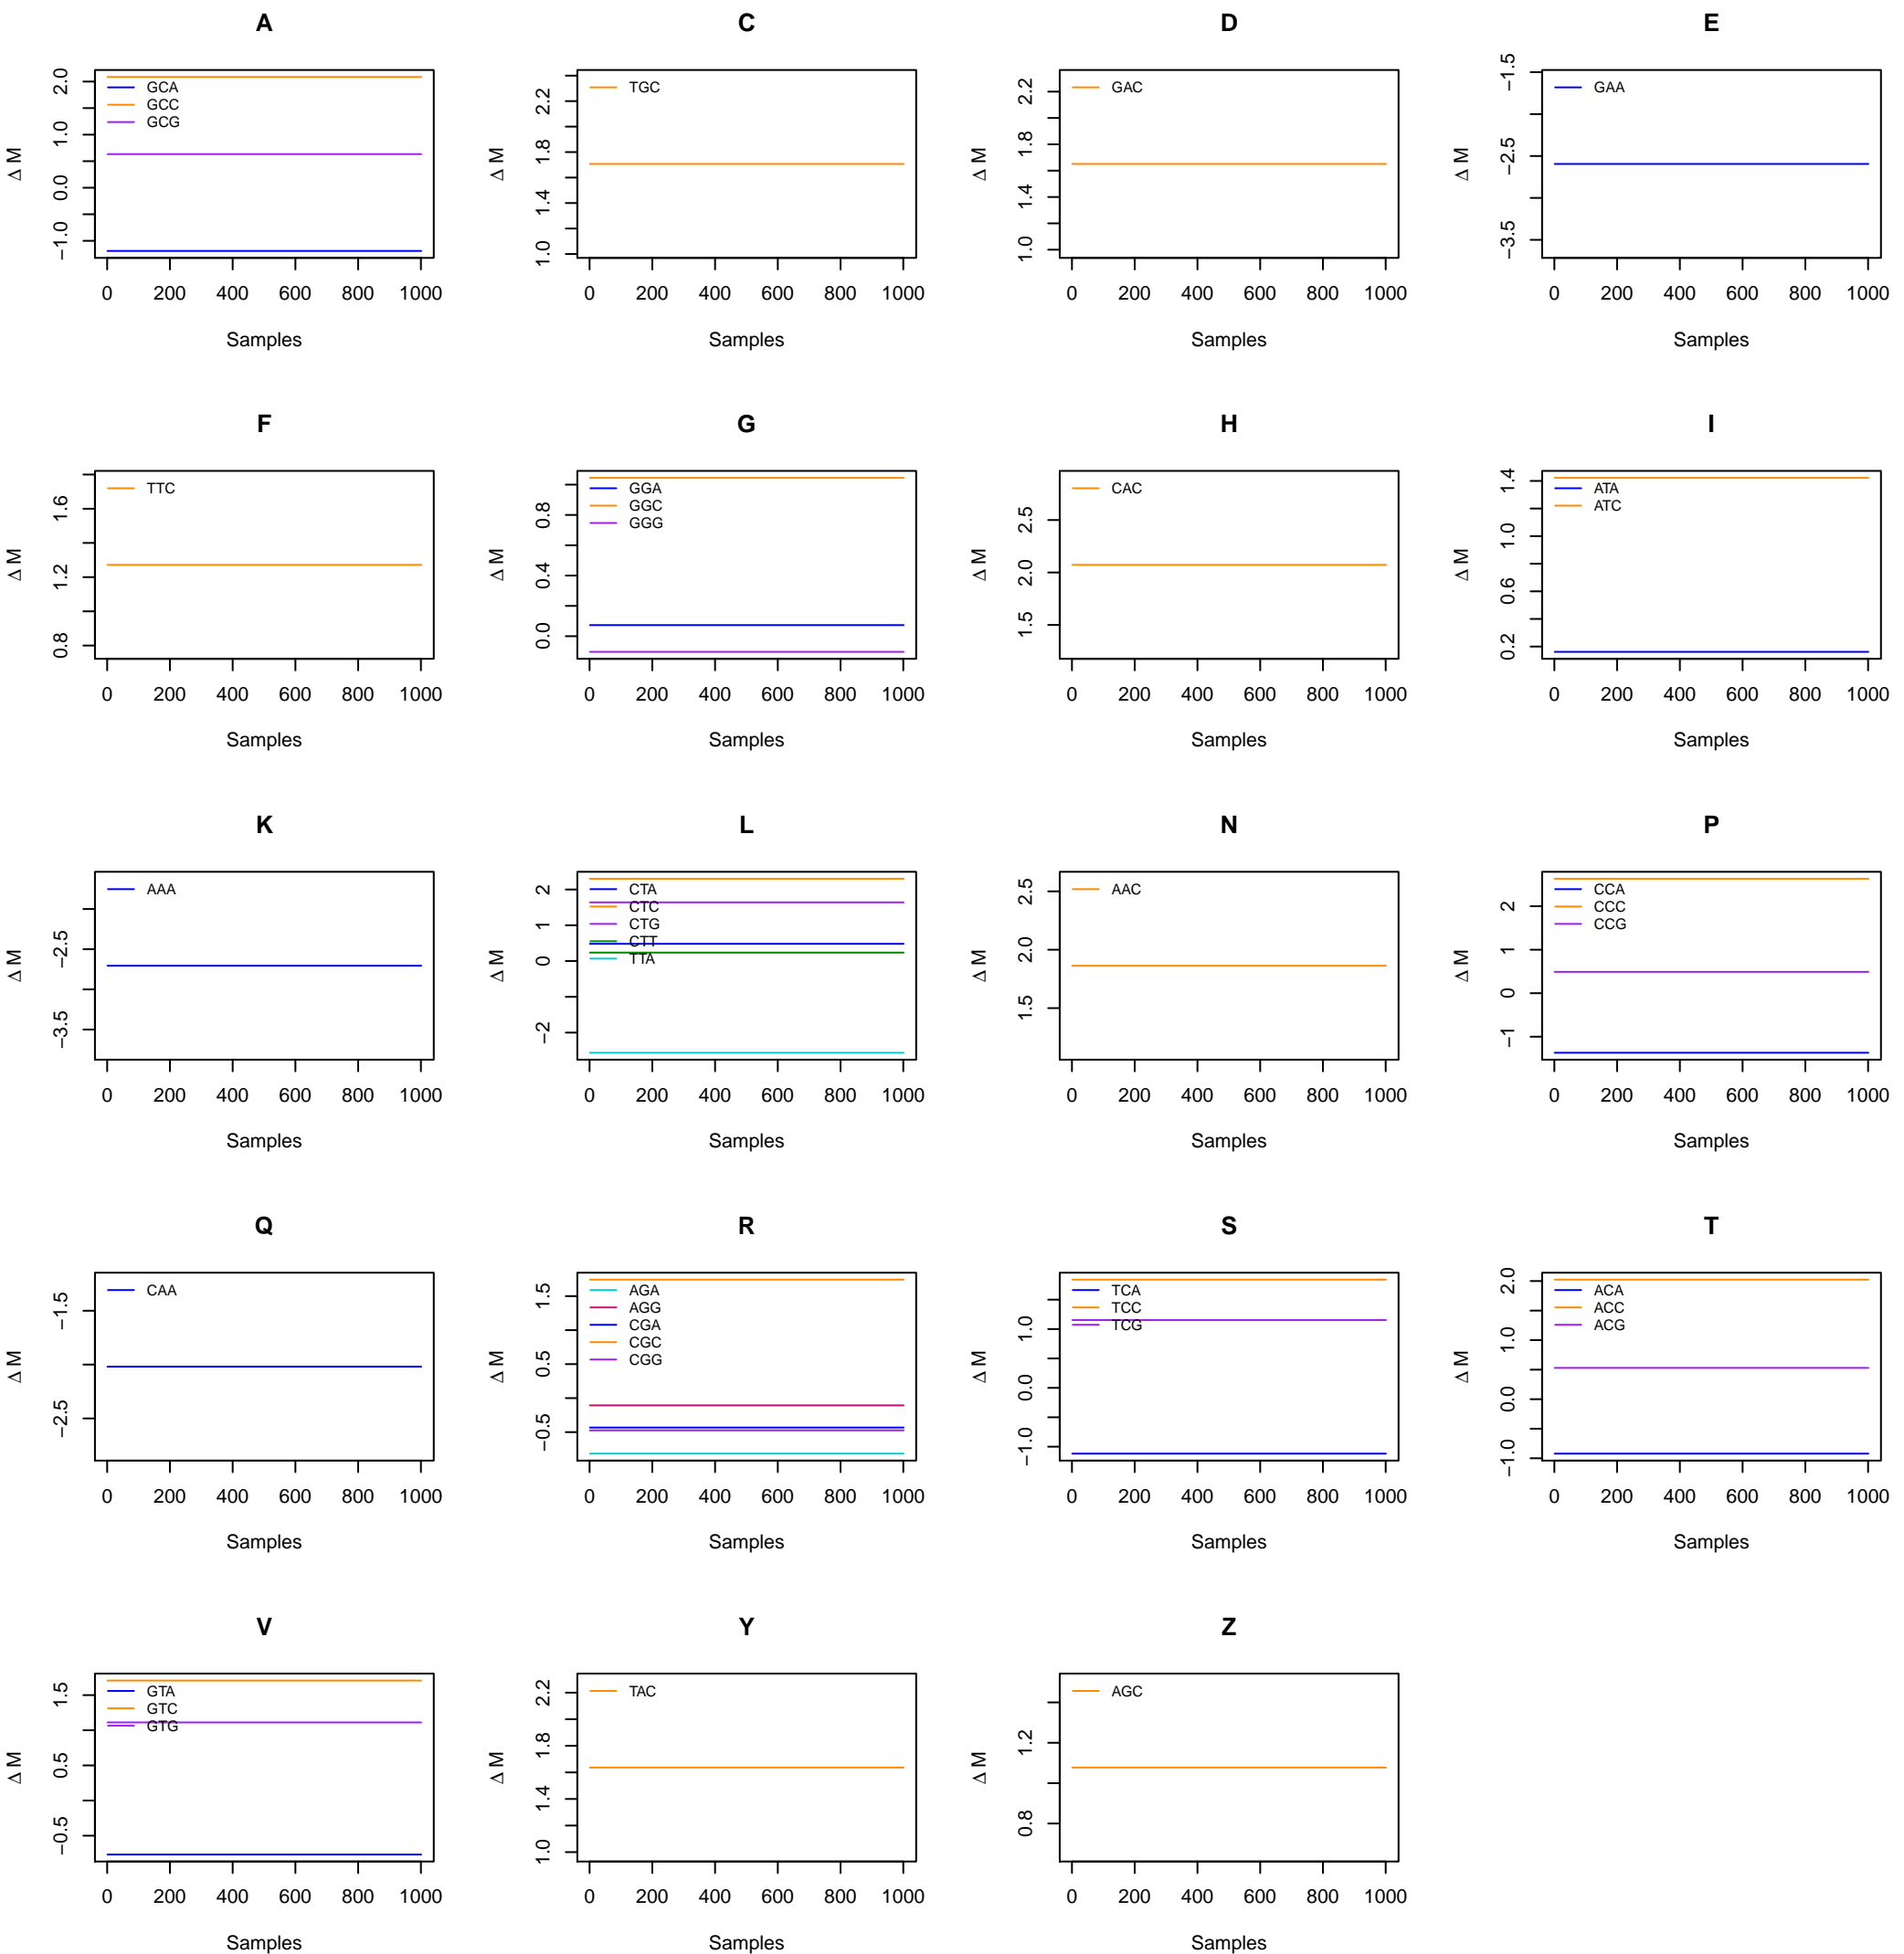 A
Δ M
2.0
1.0
0.0
−1.0
GCA
GCC
GCG
0 200 400 600 800 1000
Samples
C
Δ M
2.2
1.8
1.4
1.0
TGC
0 200 400 600 800 1000
Samples
D
Δ M
2.2
1.8
1.4
1.0
GAC
0 200 400 600 800 1000
Samples
E
Δ M
−1.5
−2.5
−3.5
GAA
0 200 400 600 800 1000
Samples
F
Δ M
1.6
1.2
0.8
TTC
0 200 400 600 800 1000
Samples
G
Δ M
0.8
0.4
0.0
GGA
GGC
GGG
0 200 400 600 800 1000
Samples
H
Δ M
2.5
2.0
1.5
CAC
0 200 400 600 800 1000
Samples
I
Δ M
1.4
1.0
0.6
0.2
ATA
ATC
0 200 400 600 800 1000
Samples
K
Δ M
−2.5
−3.5
AAA
0 200 400 600 800 1000
Samples
L
Δ M
2
1
0
−2
CTA
CTC
CTG
CTT
TTA
0 200 400 600 800 1000
Samples
N
Δ M
2.5
2.0
1.5
AAC
0 200 400 600 800 1000
Samples
P
Δ M
2
1
0
−1
CCA
CCC
CCG
0 200 400 600 800 1000
Samples
Q
Δ M
−1.5
−2.5
CAA
0 200 400 600 800 1000
Samples
R
Δ M
1.5
0.5
−0.5
AGA
AGG
CGA
CGC
CGG
0 200 400 600 800 1000
Samples
S
Δ M
1.0
0.0
−1.0
TCA
TCC
TCG
0 200 400 600 800 1000
Samples
T
Δ M
2.0
1.0
0.0
−1.0
ACA
ACC
ACG
0 200 400 600 800 1000
Samples
V
Δ M
1.5
0.5
−0.5
GTA
GTC
GTG
0 200 400 600 800 1000
Samples
Y
Δ M
2.2
1.8
1.4
1.0
TAC
0 200 400 600 800 1000
Samples
Z
Δ M
1.2
0.8
AGC
0 200 400 600 800 1000
Samples